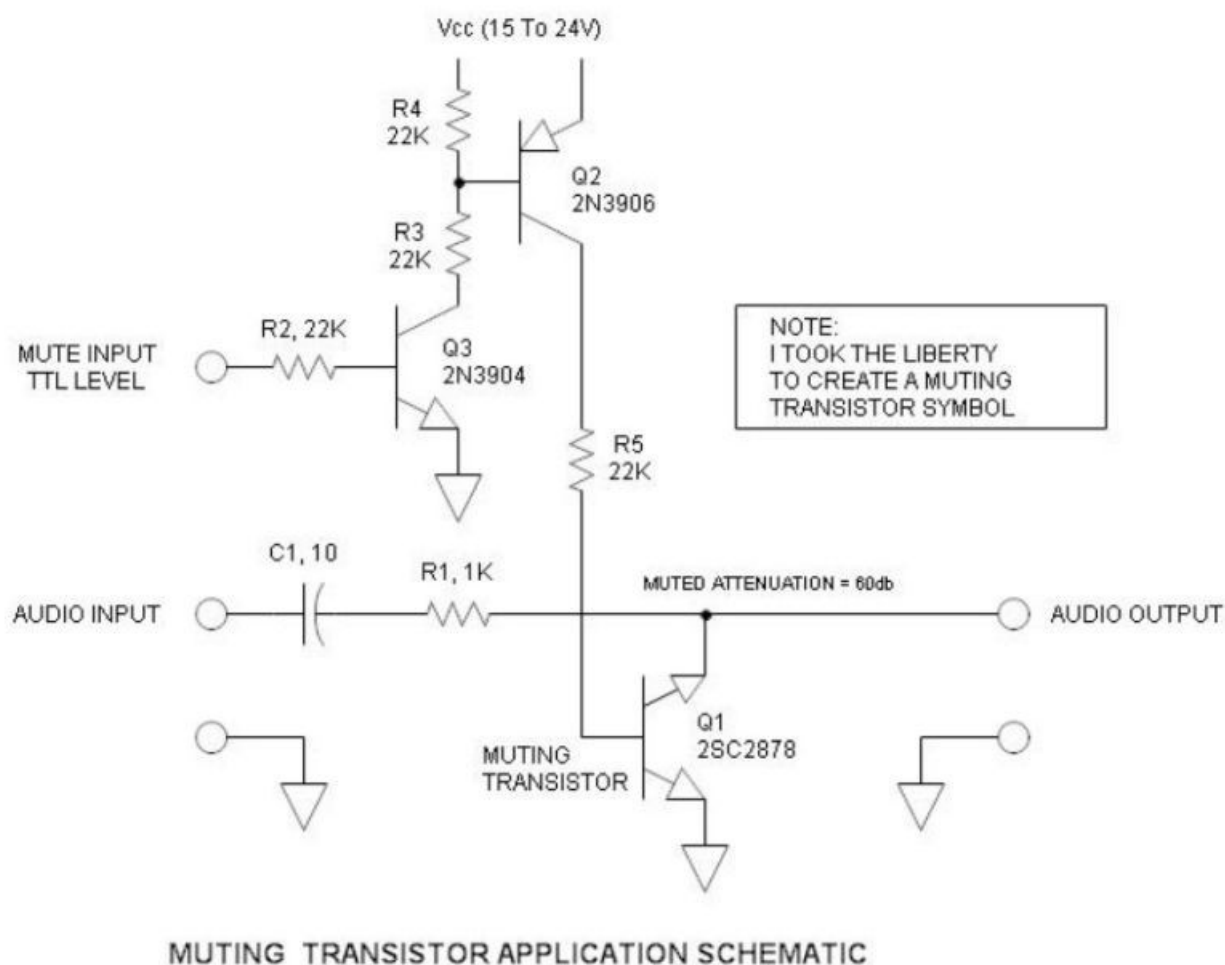 Vcc (15 To 24V)
R4
22K
Q2
2N3906
R3
22K
R2, 22K
MUTE INPUT
TTL LEVEL
Q3
2N3904
NOTE:
I TOOK THE LIBERTY
TO CREATE A MUTING
TRANSISTOR SYMBOL
R5
22K
C1, 10
R1, 1K
MUTED ATTENUATION = 60db
AUDIO INPUT
AUDIO OUTPUT
Q1
2SC2878
MUTING
TRANSISTOR
MUTING TRANSISTOR APPLICATION SCHEMATIC